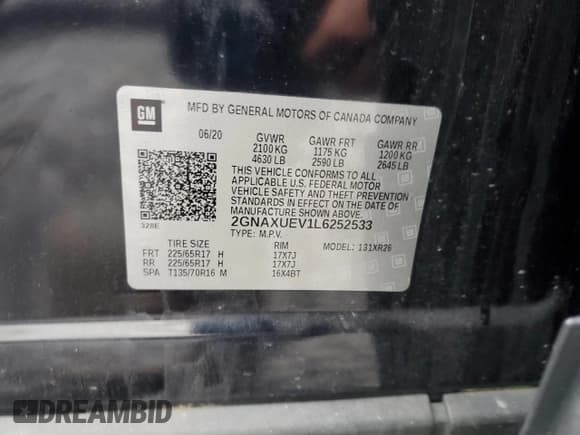 GM
MFD BY GENERAL MOTORS OF CANADA COMPANY
06/20 GVWR GAWR FRT GAWR RR
2100 KG 1175 KG 1200 KG
4630 LB 2590 LB 2645 LB
THIS VEHICLE CONFORMS TO ALL
APPLICABLE U.S. FEDERAL MOTOR
VEHICLE SAFETY AND THEFT PREVENTION
STANDARDS IN EFFECT ON THE DATE OF
MANUFACTURE SHOWN ABOVE.
2GNAXUEV1L6252533
328E TYPE: M.P.V. MODEL: 131XR26
TIRE SIZE RIM
FRT 225/65R17 H 17X7J
RR 225/65R17 H 17X7J
SPA T135/70R16 M 16X4BT
DREAMBID